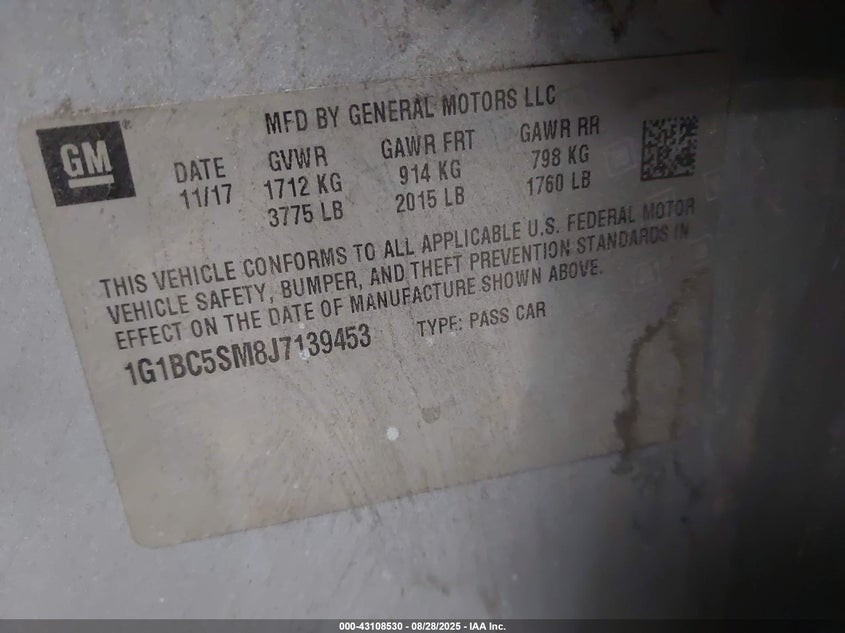 GM®
MFD BY GENERAL MOTORS LLC
DATE GVWR GAWR FRT GAWR RR
11/17 1712 KG 914 KG 798 KG
3775 LB 2015 LB 1760 LB
THIS VEHICLE CONFORMS TO ALL APPLICABLE U.S. FEDERAL MOTOR
VEHICLE SAFETY, BUMPER, AND THEFT PREVENTION STANDARDS IN
EFFECT ON THE DATE OF MANUFACTURE SHOWN ABOVE.
1G1BC5SM8J7139453 TYPE: PASS CAR
000-43108530 - 08/28/2025 - IAA Inc.